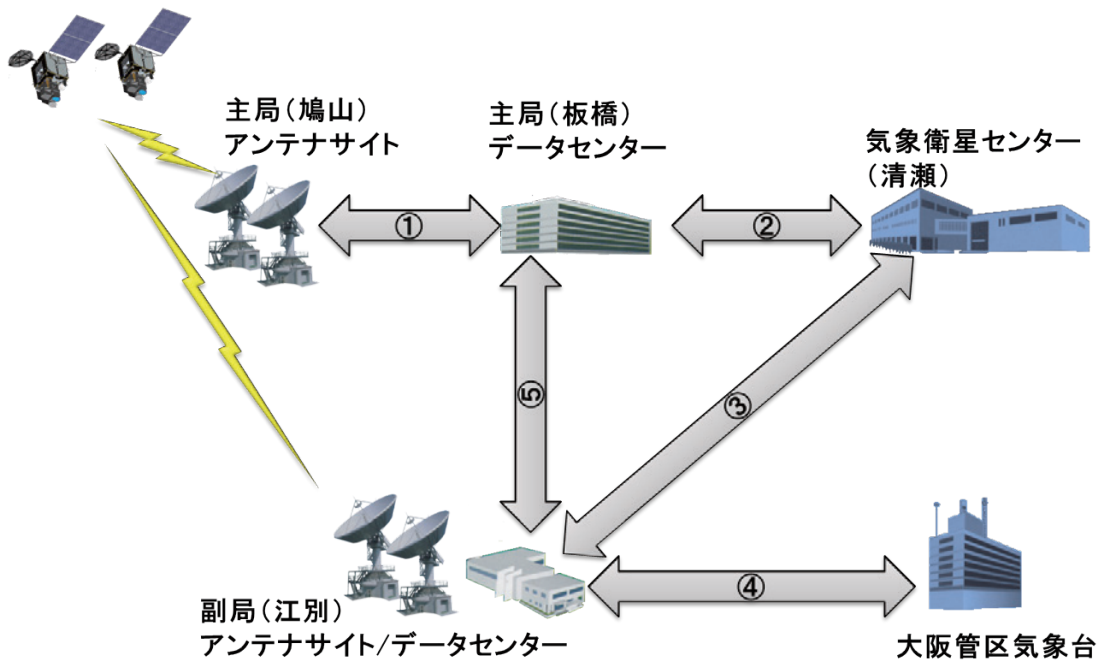 主局(鳩山)
アンテナサイト
主局(板橋)
データセンター
気象衛星センター
(清瀬)
①
②
⑤
③
④
副局(江別)
アンテナサイト/データセンター
大阪管区気象台